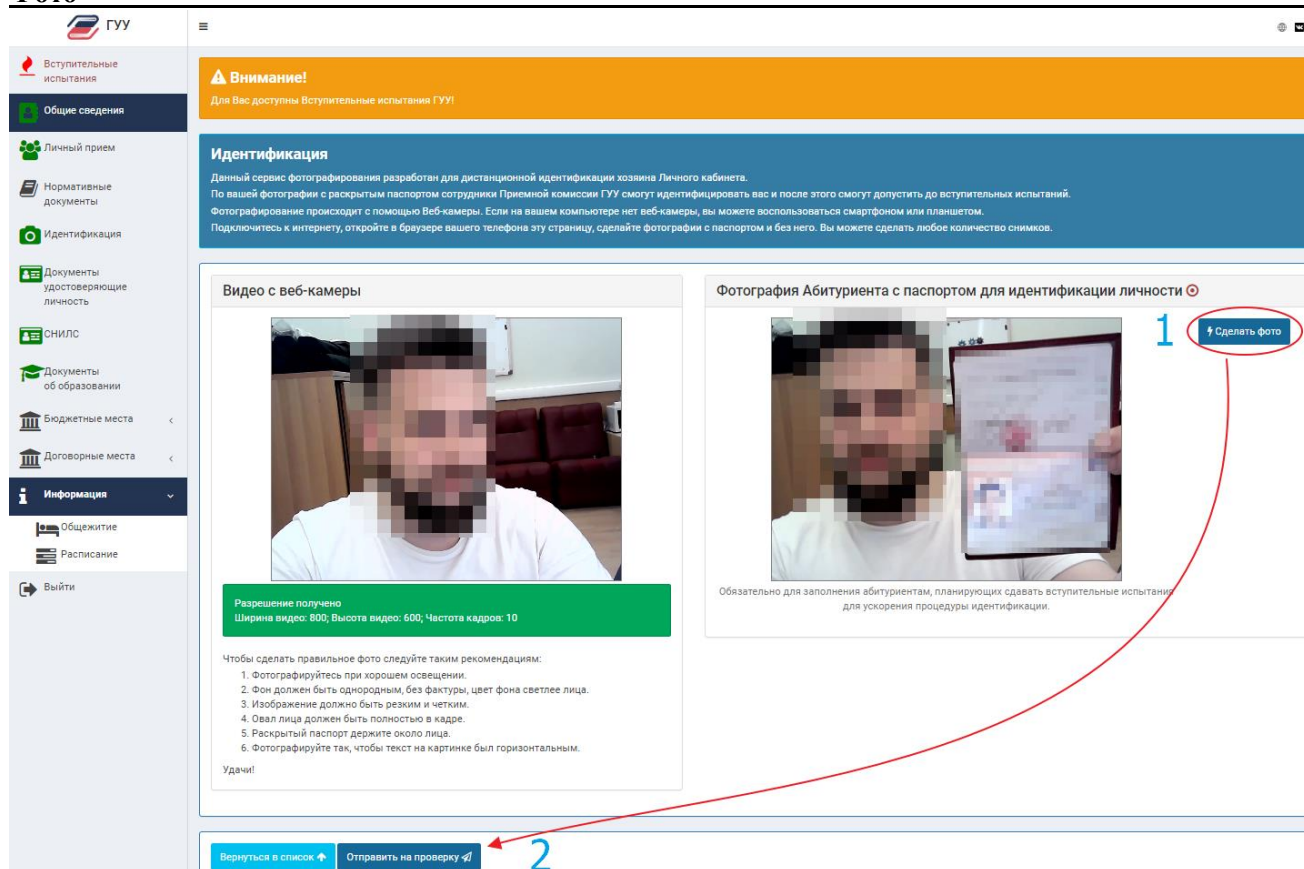 Фото
ГУУ
Вступительные
испытания
Общие сведения
Личный прием
Нормативные
документы
Идентификация
Документы
удостоверяющие
личность
СНИЛС
Документы
об образовании
Бюджетные места
Договорные места
Информация
Общежитие
Расписание
Выйти
Внимание!
Для Вас доступны Вступительные испытания ГУУ!
Идентификация
Данный сервис фотографирования разработан для дистанционной идентификации хозяина Личного кабинета.
По вашей фотографии с раскрытым паспортом сотрудники Приемной комиссии ГУУ смогут идентифицировать вас и после этого смогут допустить до вступительных испытаний.
Фотографирование происходит с помощью Веб-камеры. Если на вашем компьютере нет веб-камеры, вы можете воспользоваться смартфоном или планшетом.
Подключитесь к интернету, откройте в браузере вашего телефона эту страницу, сделайте фотографии с паспортом и без него. Вы можете сделать любое количество снимков.
Видео с веб-камеры
Разрешение получено
Ширина видео: 800; Высота видео: 600; Частота кадров: 10
Чтобы сделать правильное фото следуйте таким рекомендациям:
1. Фотографируйтесь при хорошем освещении.
2. Фон должен быть однородным, без фактуры, цвет фона светлее лица.
3. Изображение должно быть резким и четким.
4. Овал лица должен быть полностью в кадре.
5. Раскрытый паспорт держите около лица.
6. Фотографируйте так, чтобы текст на картинке был горизонтальным.
Удачи!
Фотография Абитуриента с паспортом для идентификации личности
1
Сделать фото
Обязательно для заполнения абитуриентам, планирующих сдавать вступительные испытания
для ускорения процедуры идентификации.
Вернуться в список
Отправить на проверку
2